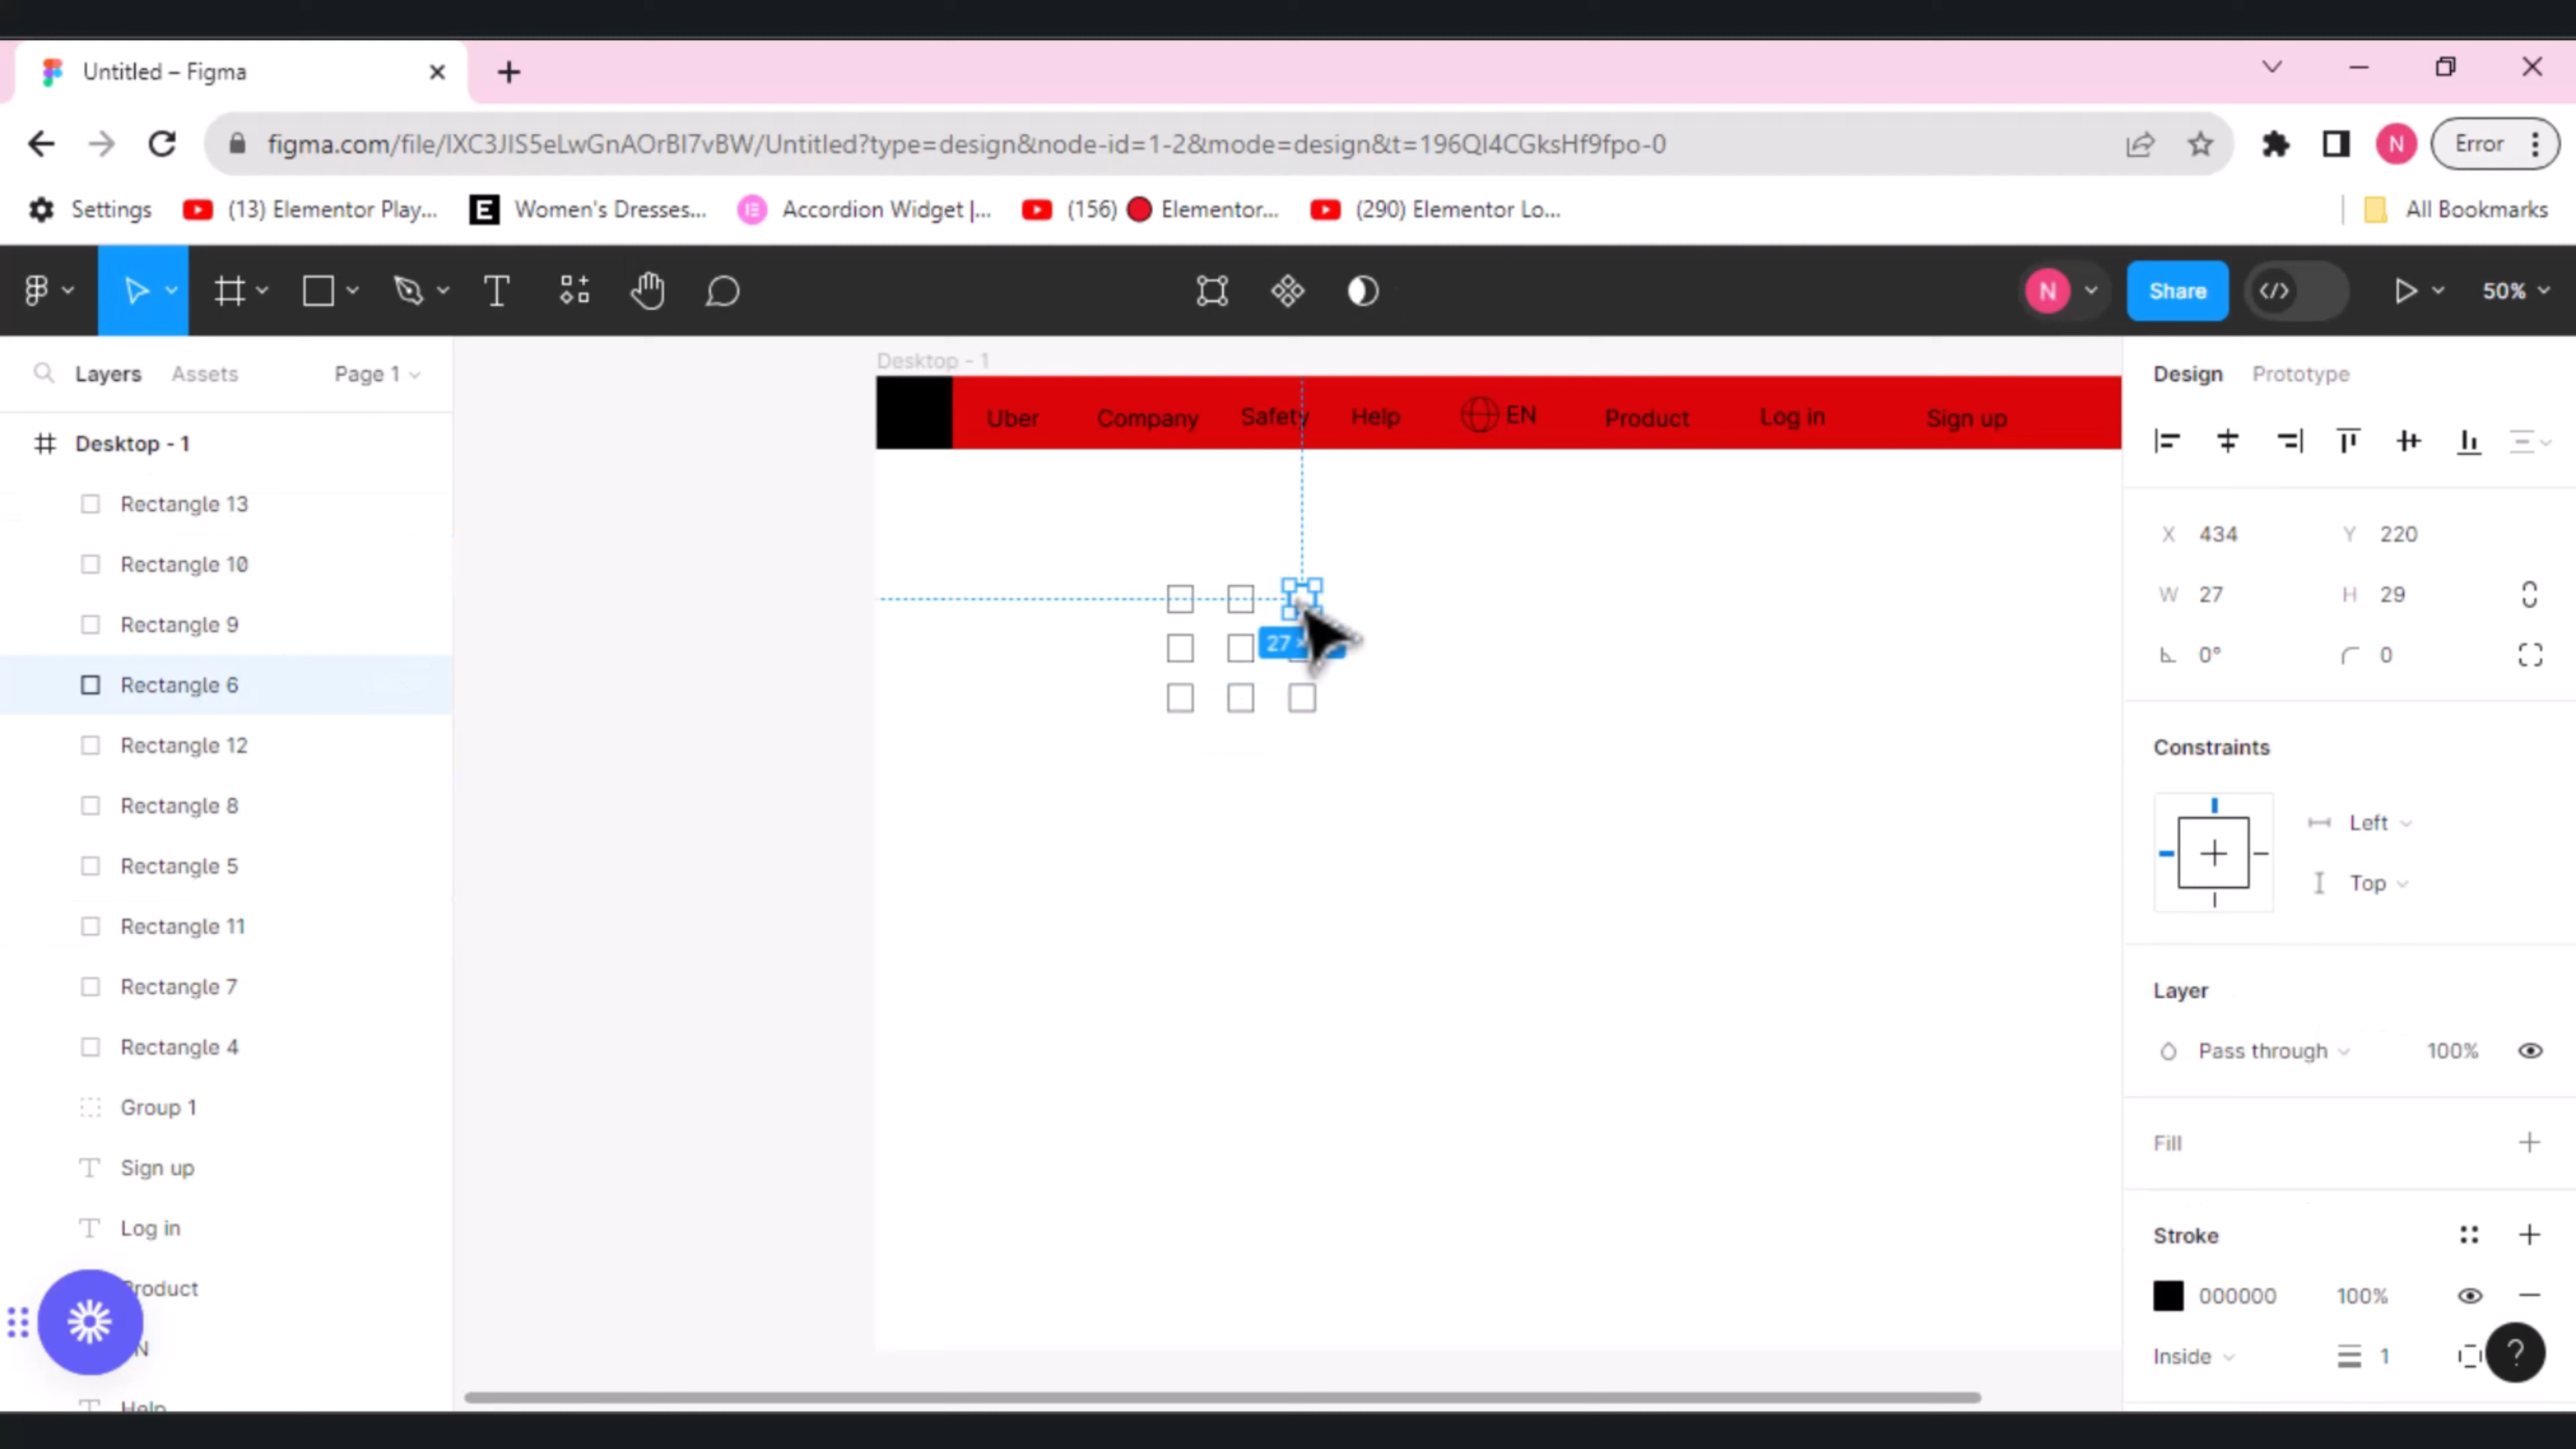 Untitled – Figma
figma.com/file/IXC3JIS5eLwGnAOrBI7vBW/Untitled?type=design&node-id=1-2&mode=design&t=196QI4CGksHf9fpo-0
N
Error
Settings
(13) Elementor Play...
E
Women's Dresses...
Accordion Widget |...
(156)
Elementor...
(290) Elementor Lo...
All Bookmarks
T
N
Share
50%
Layers
Assets
Page 1
Desktop - 1
Rectangle 13
Rectangle 10
Rectangle 9
Rectangle 6
Rectangle 12
Rectangle 8
Rectangle 5
Rectangle 11
Rectangle 7
Rectangle 4
Group 1
T Sign up
T Log in
Product
N
T Help
Desktop - 1
Uber
Company
Safety
Help
EN
Product
Log in
Sign up
27
Design
Prototype
X 434
Y 220
W 27
H 29
0°
0
Constraints
Left
Top
Layer
Pass through
100%
Fill
Stroke
000000
100%
Inside
1
?